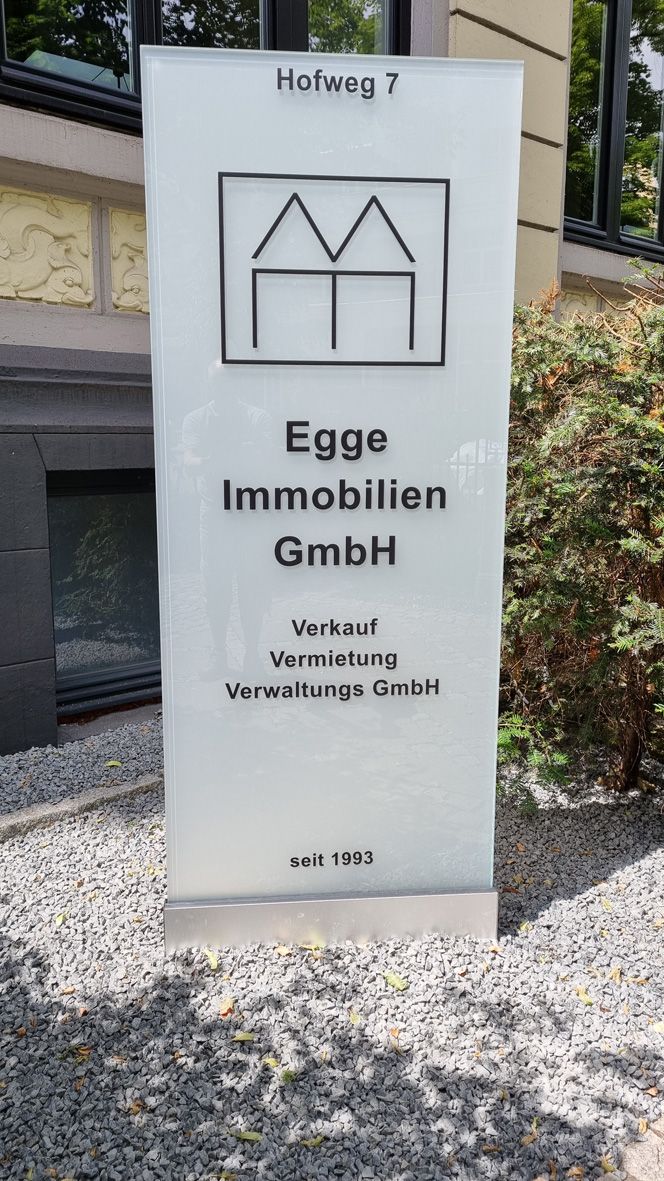 Hofweg 7
Egge
Immobilien
GmbH
Verkauf
Vermietung
Verwaltungs GmbH
seit 1993